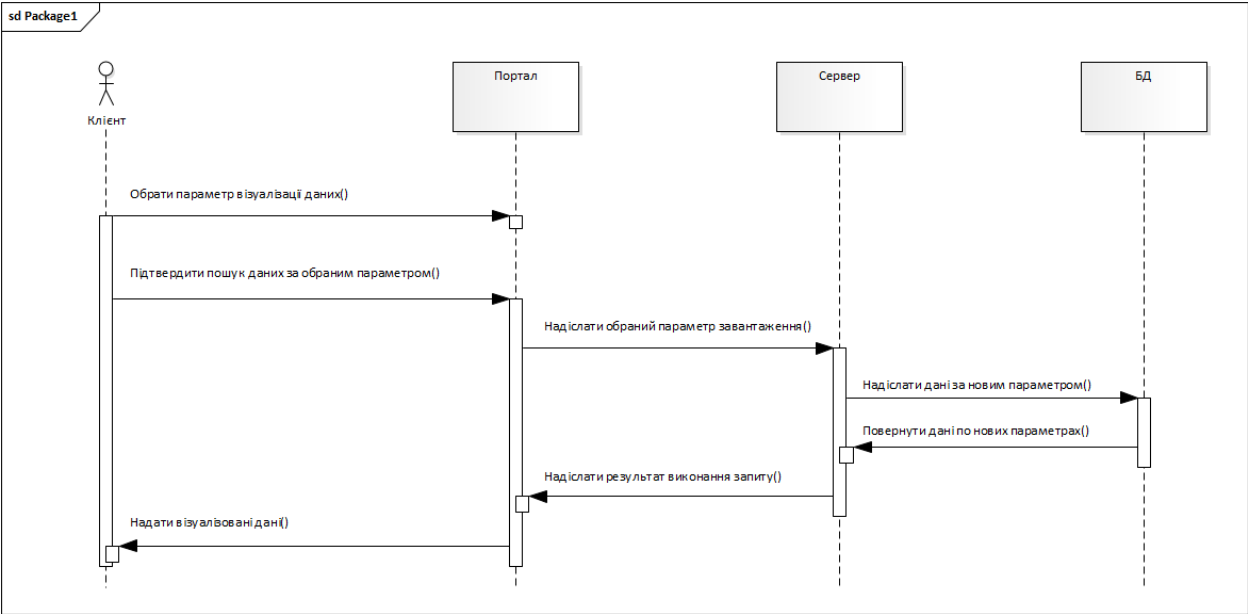 sd Package1
Клієнт
Портал
Сервер
БД
Обрати параметр візуалізації даних()
Підтвердити пошук даних за обраним параметром()
Надіслати обраний параметр завантаження()
Надіслати дані за новим параметром()
Повернути дані по нових параметрах()
Надіслати результат виконання запиту()
Надати візуалізовані дані()